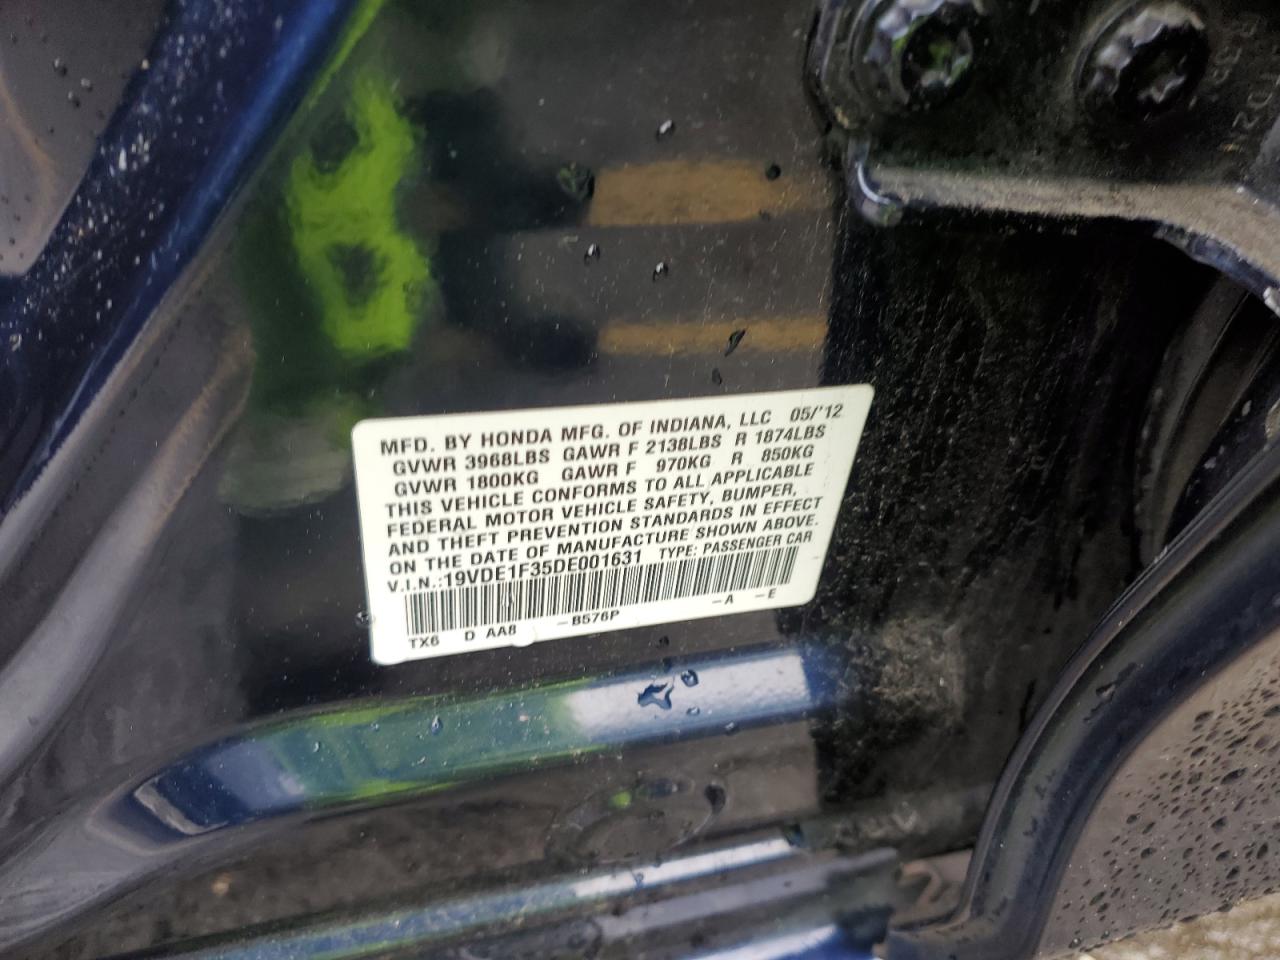 MFD. BY HONDA MFG. OF INDIANA, LLC 05/'12
GVWR 3968LBS GAWR F 2138LBS R 1874LBS
GVWR 1800KG GAWR F 970KG R 850KG
THIS VEHICLE CONFORMS TO ALL APPLICABLE
FEDERAL MOTOR VEHICLE SAFETY, BUMPER,
AND THEFT PREVENTION STANDARDS IN EFFECT
ON THE DATE OF MANUFACTURE SHOWN ABOVE.
V.I.N.:19VDE1F35DE001631 TYPE: PASSENGER CAR
TX6 D AA8 -B576P -A -E